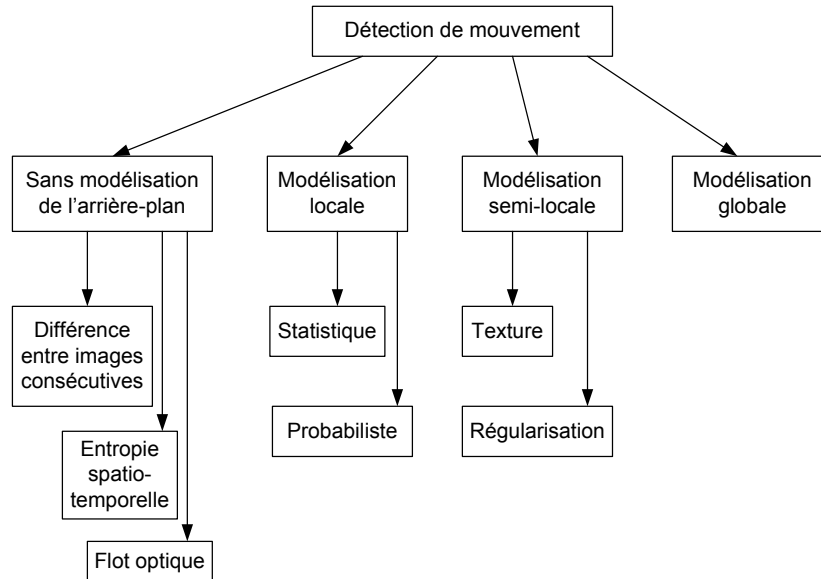 Détection de mouvement
Sans modélisation
de l'arrière-plan
Modélisation
locale
Modélisation
semi-locale
Modélisation
globale
Différence
entre images
consécutives
Statistique
Texture
Entropie
spatio-
temporelle
Probabiliste
Régularisation
Flot optique